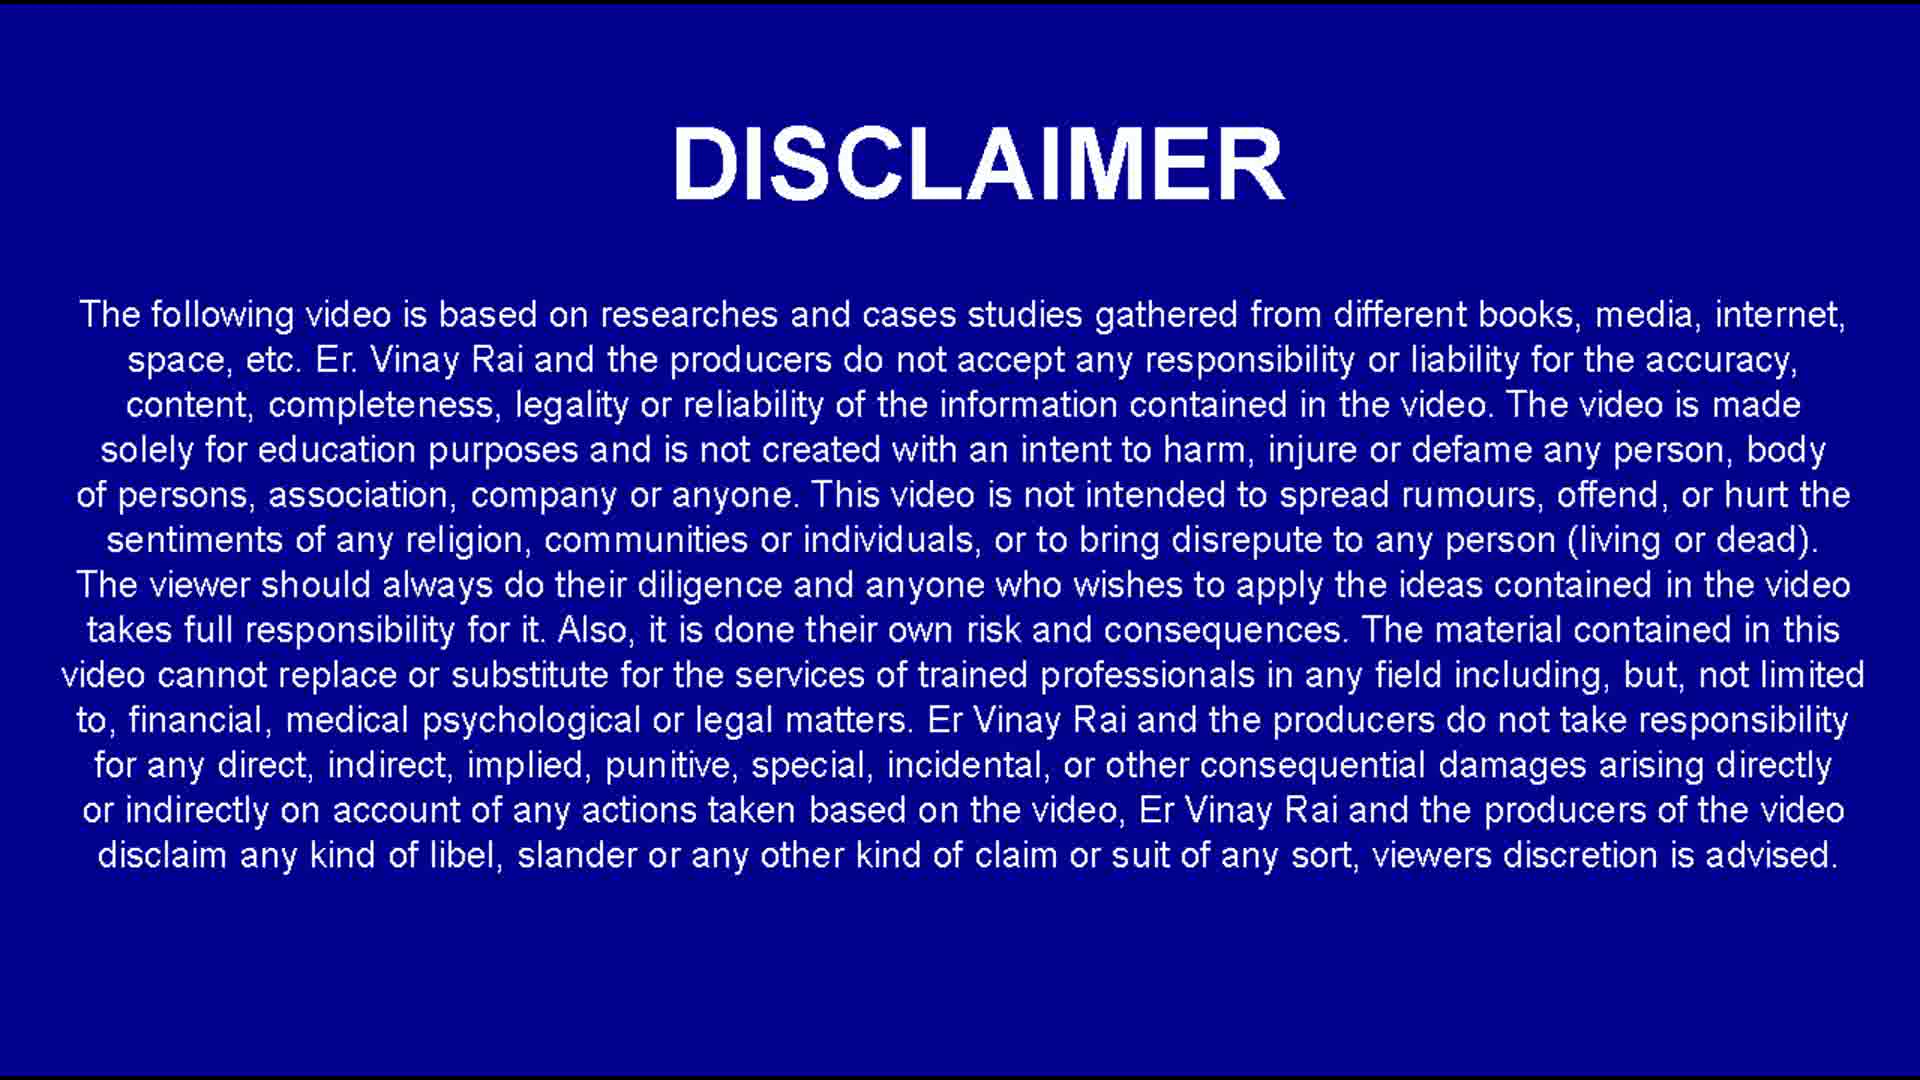 DISCLAIMER
The following video is based on researches and cases studies gathered from different books, media, internet,
space, etc. Er. Vinay Rai and the producers do not accept any responsibility or liability for the accuracy,
content, completeness, legality or reliability of the information contained in the video. The video is made
solely for education purposes and is not created with an intent to harm, injure or defame any person, body
of persons, association, company or anyone. This video is not intended to spread rumours, offend, or hurt the
sentiments of any religion, communities or individuals, or to bring disrepute to any person (living or dead).
The viewer should always do their diligence and anyone who wishes to apply the ideas contained in the video
takes full responsibility for it. Also, it is done their own risk and consequences. The material contained in this
video cannot replace or substitute for the services of trained professionals in any field including, but, not limited
to, financial, medical psychological or legal matters. Er Vinay Rai and the producers do not take responsibility
for any direct, indirect, implied, punitive, special, incidental, or other consequential damages arising directly
or indirectly on account of any actions taken based on the video, Er Vinay Rai and the producers of the video
disclaim any kind of libel, slander or any other kind of claim or suit of any sort, viewers discretion is advised.